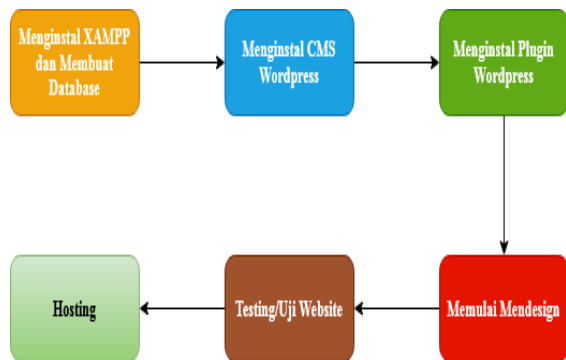 Menginstal XAMPP
dan Membuat
Database
Menginstal CMS
Wordpress
Menginstal Plugin
Wordpress
Memulai Mendesign
Testing/Uji Website
Hosting